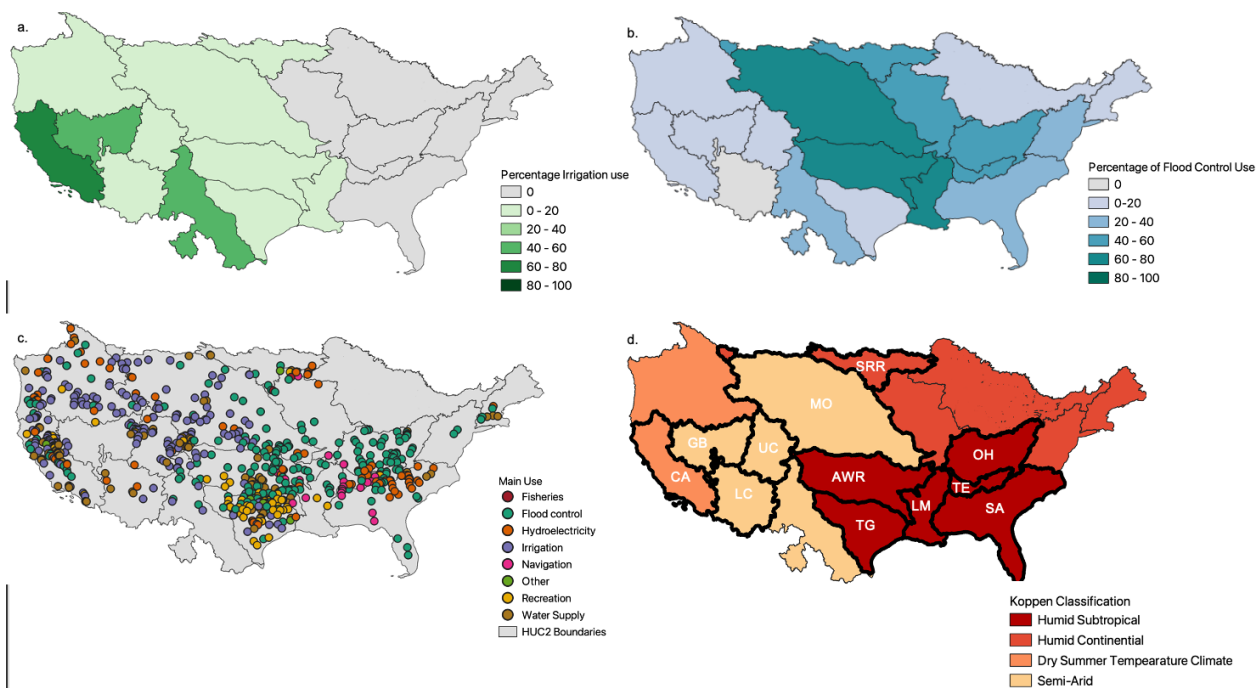 a.
Percentage Irrigation use
0
0 - 20
20 - 40
40 - 60
60 - 80
80 - 100
b.
Percentage of Flood Control Use
0
0-20
20 - 40
40 - 60
60 - 80
80 - 100
c.
Main Use
Fisheries
Flood control
Hydroelectricity
Irrigation
Navigation
Other
Recreation
Water Supply
HUC2 Boundaries
d.
SRR
MO
GB
UC
OH
CA
AWR
LC
TE
LM
SA
TG
Koppen Classification
Humid Subtropical
Humid Continental
Dry Summer Tempearature Climate
Semi-Arid